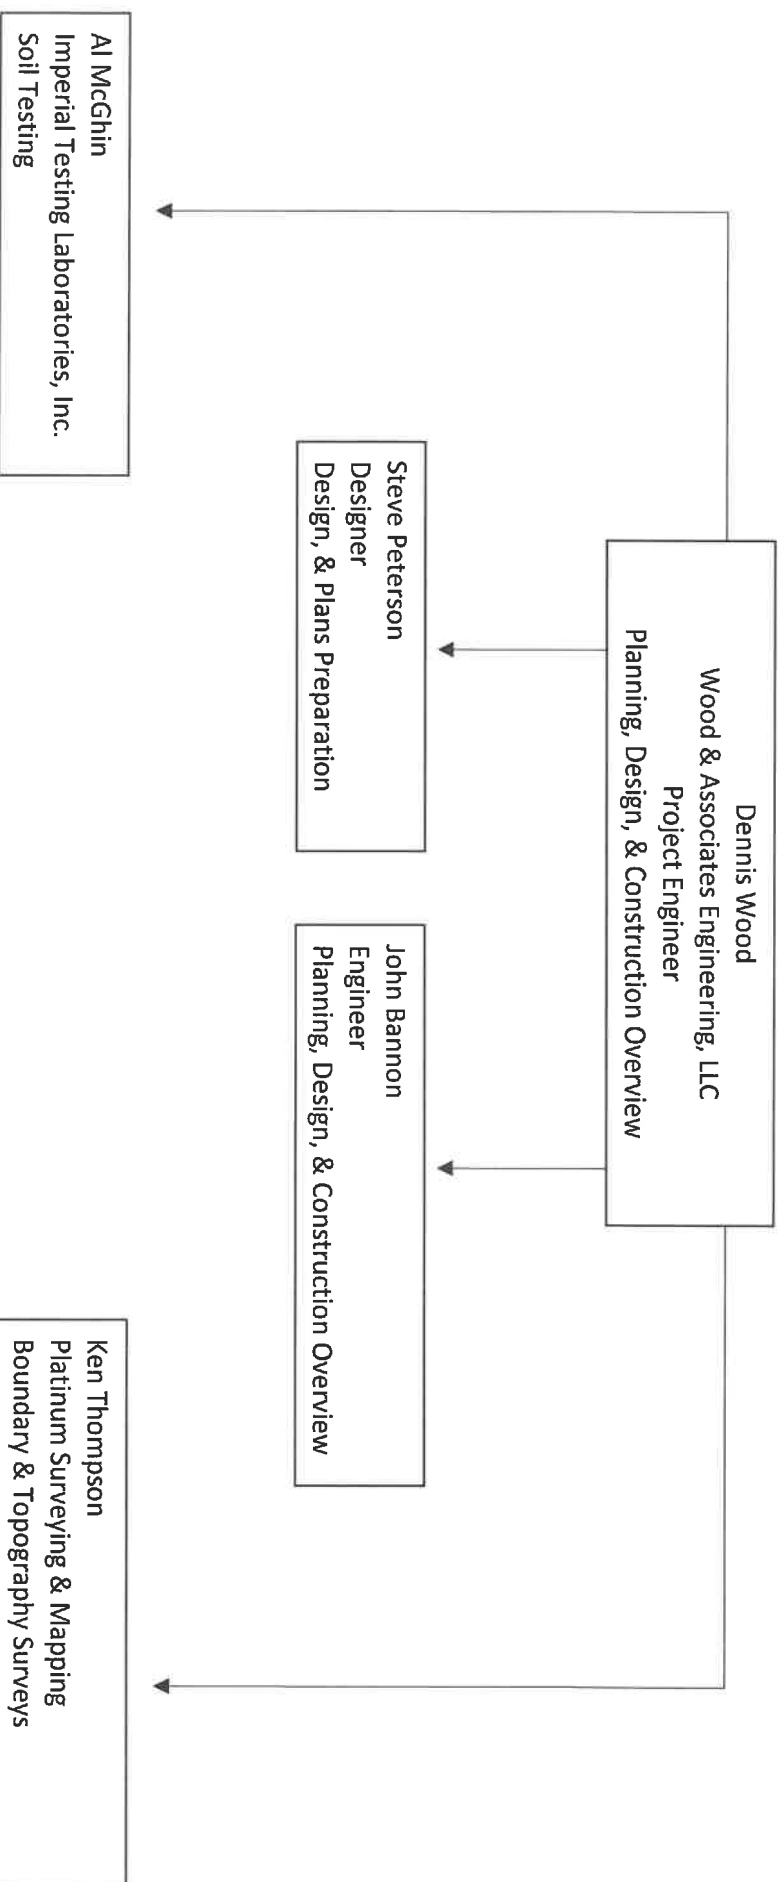 Dennis Wood
Wood & Associates Engineering, LLC
Project Engineer
Planning, Design, & Construction Overview
Steve Peterson
Designer
Design, & Plans Preparation
John Bannon
Engineer
Planning, Design, & Construction Overview
Al McGhin
Imperial Testing Laboratories, Inc.
Soil Testing
Ken Thompson
Platinum Surveying & Mapping
Boundary & Topography Surveys